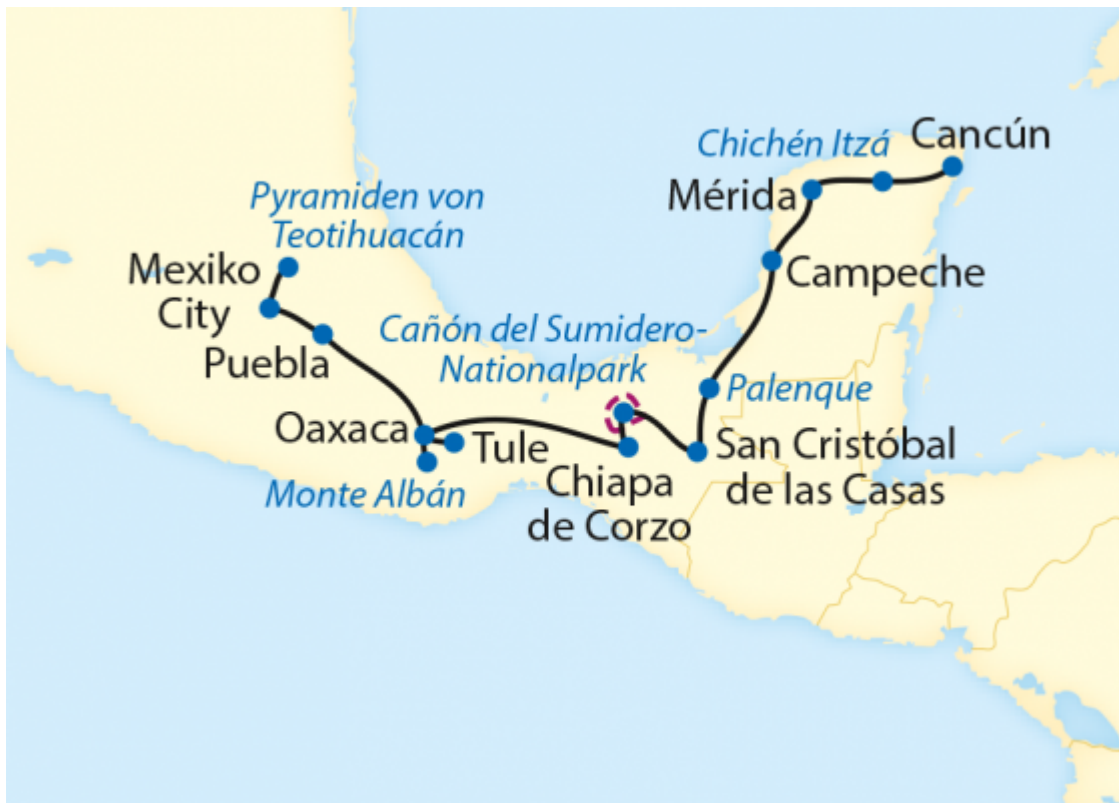 Chichén Itzá
Cancún
Mérida
Pyramiden von
Teotihuacán
Mexiko
City
Campeche
Cañón del Sumidero-
Nationalpark
Puebla
Palenque
Oaxaca
Tule
San Cristóbal
de las Casas
Monte Albán
Chiapa
de Corzo